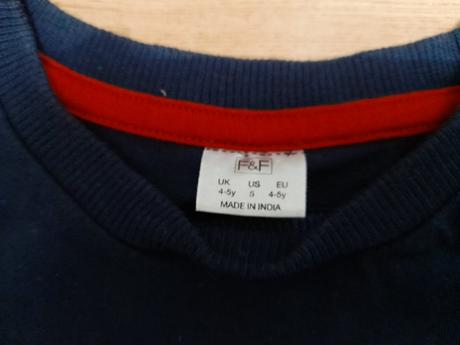 F&F
UK US EU
4-5y 5 4-5y
MADE IN INDIA